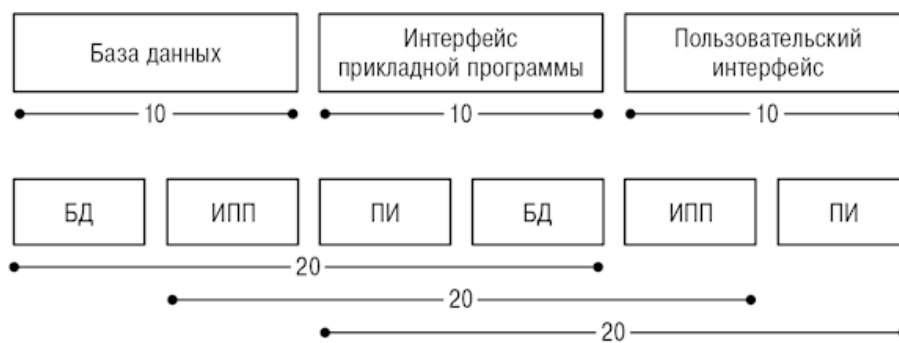 База данных
Интерфейс
прикладной программы
Пользовательский
интерфейс
10
10
10
БД
ИПП
ПИ
БД
ИПП
ПИ
20
20
20